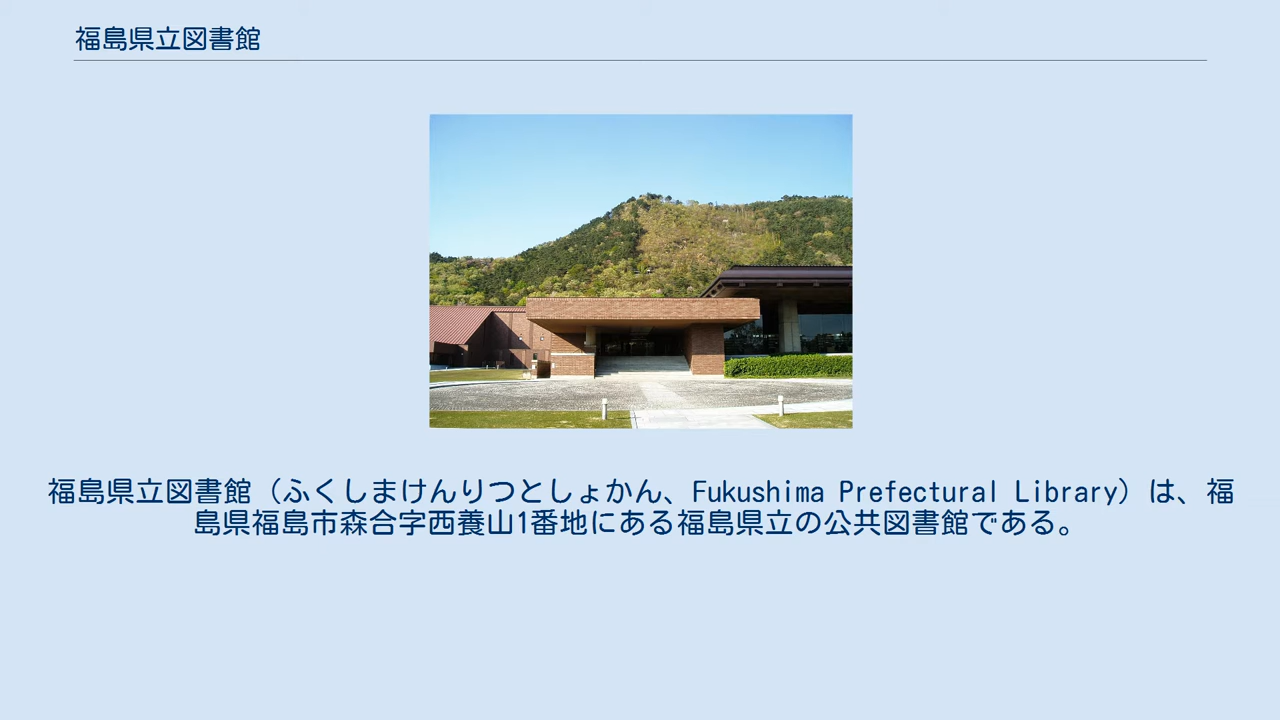 福島県立図書館
福島県立図書館（ふくしまけんりつとしょかん、Fukushima Prefectural Library）は、福
島県福島市森合字西養山1番地にある福島県立の公共図書館である。